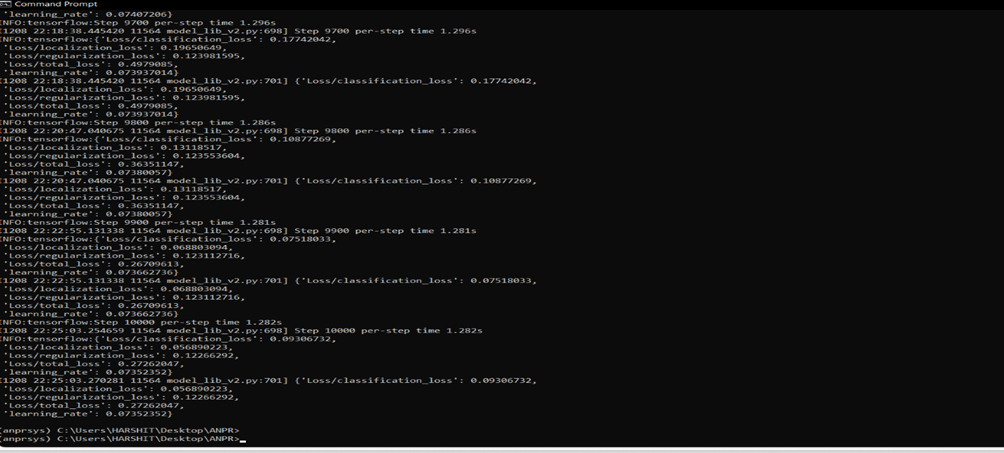 Command Prompt
'learning_rate': 0.07407206}
INFO:tensorflow:Step 9700 per-step time 1.296s
I1208 22:18:38.445420 11564 model_lib_v2.py:698] Step 9700 per-step time 1.296s
INFO:tensorflow:{'Loss/classification_loss': 0.17742042,
'Loss/localization_loss': 0.19650649,
'Loss/regularization_loss': 0.123981595,
'Loss/total_loss': 0.4979085,
'learning_rate': 0.073937014}
I1208 22:18:38.445420 11564 model_lib_v2.py:701] {'Loss/classification_loss': 0.17742042,
'Loss/localization_loss': 0.19650649,
'Loss/regularization_loss': 0.123981595,
'Loss/total_loss': 0.4979085,
'learning_rate': 0.073937014}
INFO:tensorflow:Step 9800 per-step time 1.286s
I1208 22:20:47.040675 11564 model_lib_v2.py:698] Step 9800 per-step time 1.286s
INFO:tensorflow:{'Loss/classification_loss': 0.10877269,
'Loss/localization_loss': 0.13118517,
'Loss/regularization_loss': 0.123553604,
'Loss/total_loss': 0.36351147,
'learning_rate': 0.07380057}
I1208 22:20:47.040675 11564 model_lib_v2.py:701] {'Loss/classification_loss': 0.10877269,
'Loss/localization_loss': 0.13118517,
'Loss/regularization_loss': 0.123553604,
'Loss/total_loss': 0.36351147,
'learning_rate': 0.07380057}
INFO:tensorflow:Step 9900 per-step time 1.281s
I1208 22:22:55.131338 11564 model_lib_v2.py:698] Step 9900 per-step time 1.281s
INFO:tensorflow:{'Loss/classification_loss': 0.07518033,
'Loss/localization_loss': 0.068803094,
'Loss/regularization_loss': 0.123112716,
'Loss/total_loss': 0.26709613,
'learning_rate': 0.073662736}
I1208 22:22:55.131338 11564 model_lib_v2.py:701] {'Loss/classification_loss': 0.07518033,
'Loss/localization_loss': 0.068803094,
'Loss/regularization_loss': 0.123112716,
'Loss/total_loss': 0.26709613,
'learning_rate': 0.073662736}
INFO:tensorflow:Step 10000 per-step time 1.282s
I1208 22:25:03.254659 11564 model_lib_v2.py:698] Step 10000 per-step time 1.282s
INFO:tensorflow:{'Loss/classification_loss': 0.09306732,
'Loss/localization_loss': 0.056890223,
'Loss/regularization_loss': 0.12266292,
'Loss/total_loss': 0.27262047,
'learning_rate': 0.07352352}
I1208 22:25:03.270281 11564 model_lib_v2.py:701] {'Loss/classification_loss': 0.09306732,
'Loss/localization_loss': 0.056890223,
'Loss/regularization_loss': 0.12266292,
'Loss/total_loss': 0.27262047,
'learning_rate': 0.07352352}
(anprsys) C:\Users\HARSHIT\Desktop\ANPR>
(anprsys) C:\Users\HARSHIT\Desktop\ANPR>